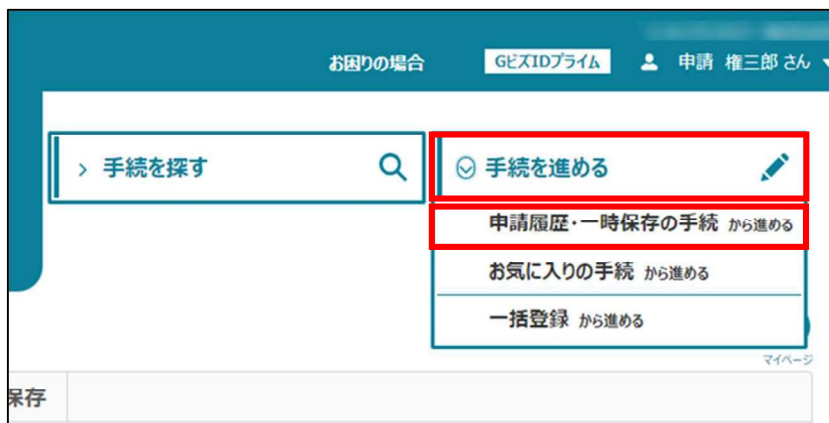 お困りの場合 GビズIDプライム 申請 権三郎 さん
手続を探す
手続を進める
申請履歴・一時保存の手続 から進める
お気に入りの手続 から進める
一括登録 から進める
マイページ
保存